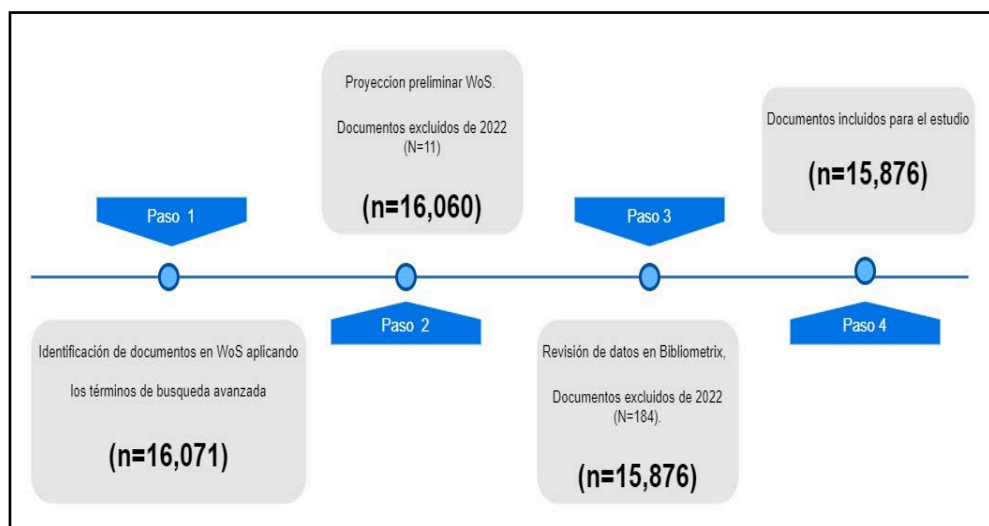 Paso 1
Identificación de documentos en WoS aplicando
los términos de busqueda avanzada
(n=16,071)
Proyeccion preliminar WoS.
Documentos excluidos de 2022
(N=11)
(n=16,060)
Paso 2
Paso 3
Revisión de datos en Bibliometrix,
Documentos excluidos de 2022
(N=184).
(n=15,876)
Documentos incluidos para el estudio
(n=15,876)
Paso 4